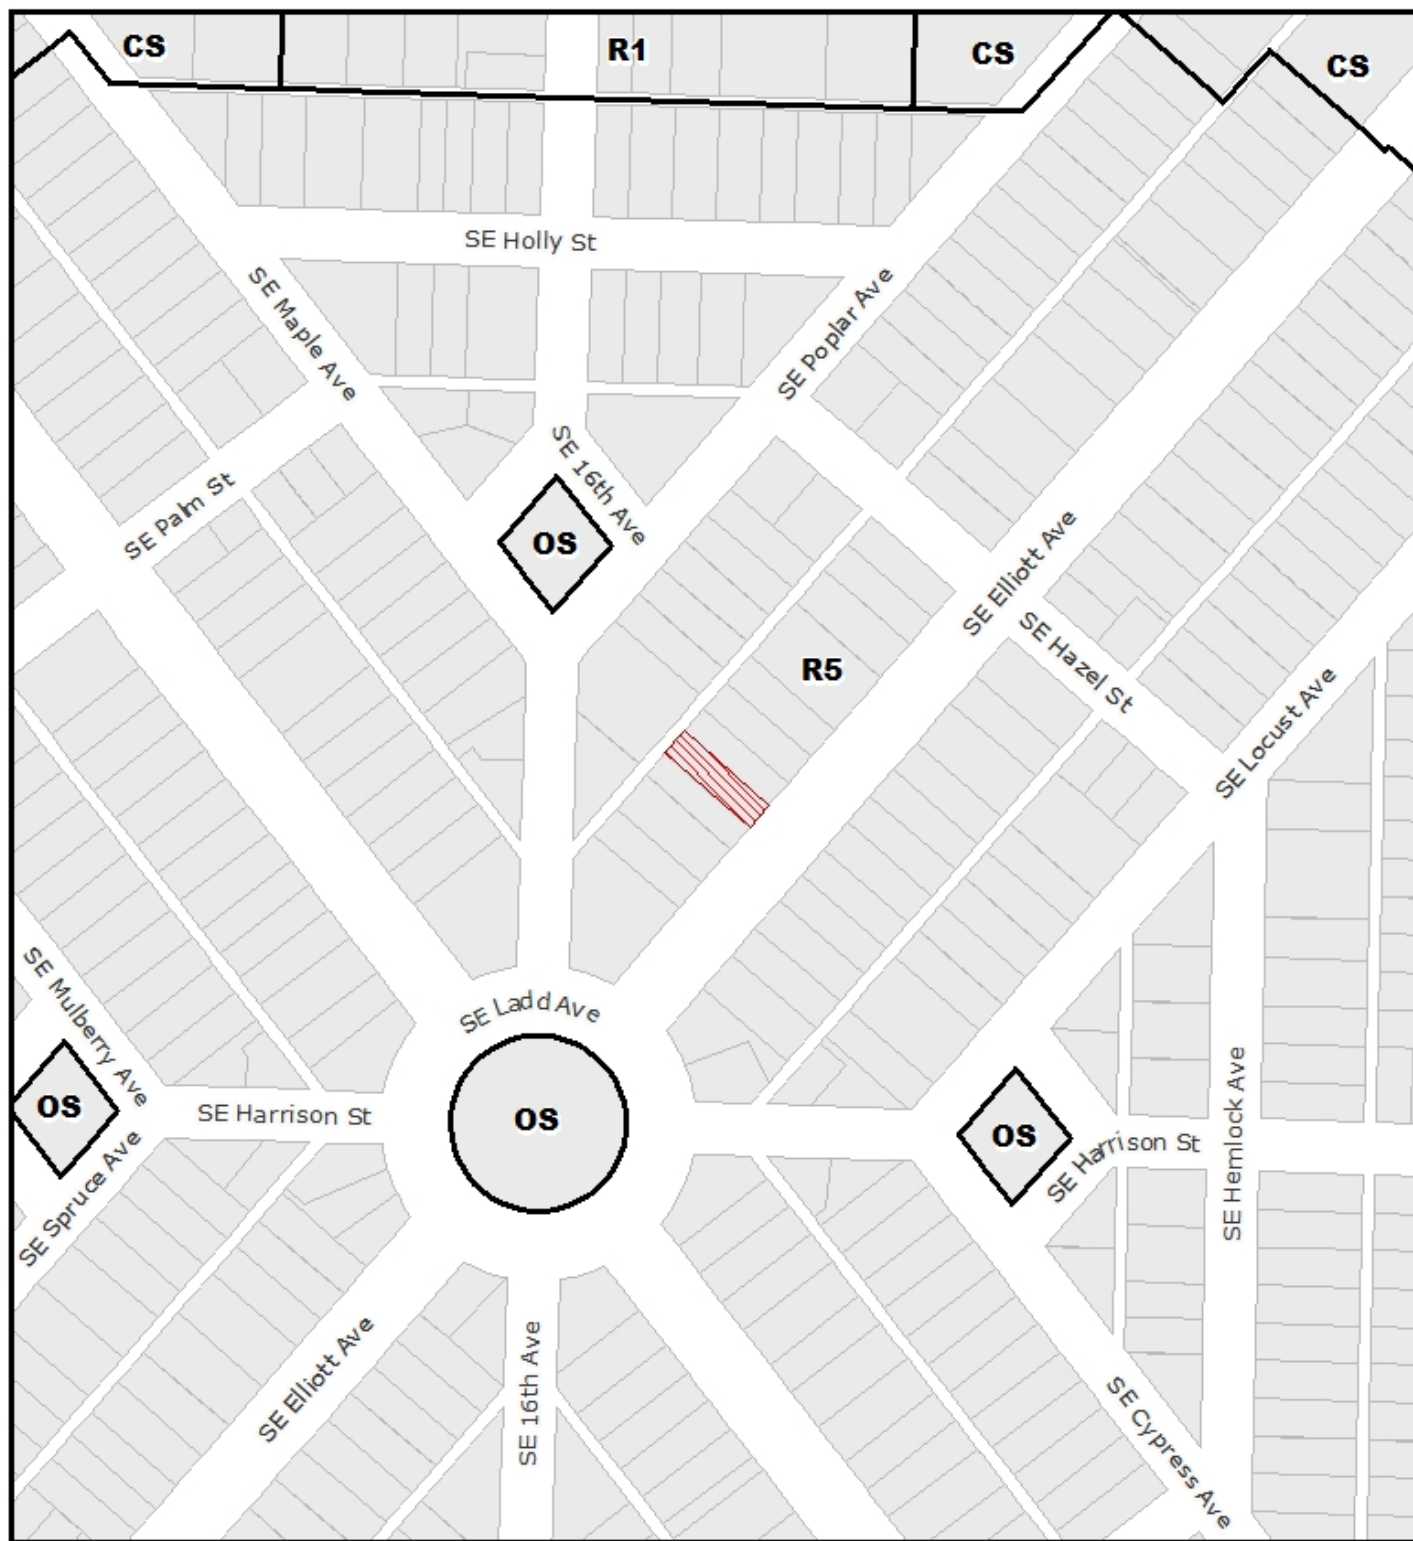 CS
R1
CS
CS
SE Holly St
SE Maple Ave
SE Poplar Ave
SE 16th Ave
SE Palm St
OS
SE Elliott Ave
SE Hazel St
R5
SE Locust Ave
SE Mulberry Ave
SE Ladd Ave
OS
SE Harrison St
OS
OS
SE Harrison St
SE Hemlock Ave
SE Spruce Ave
SE Elliott Ave
SE 16th Ave
SE Cypress Ave